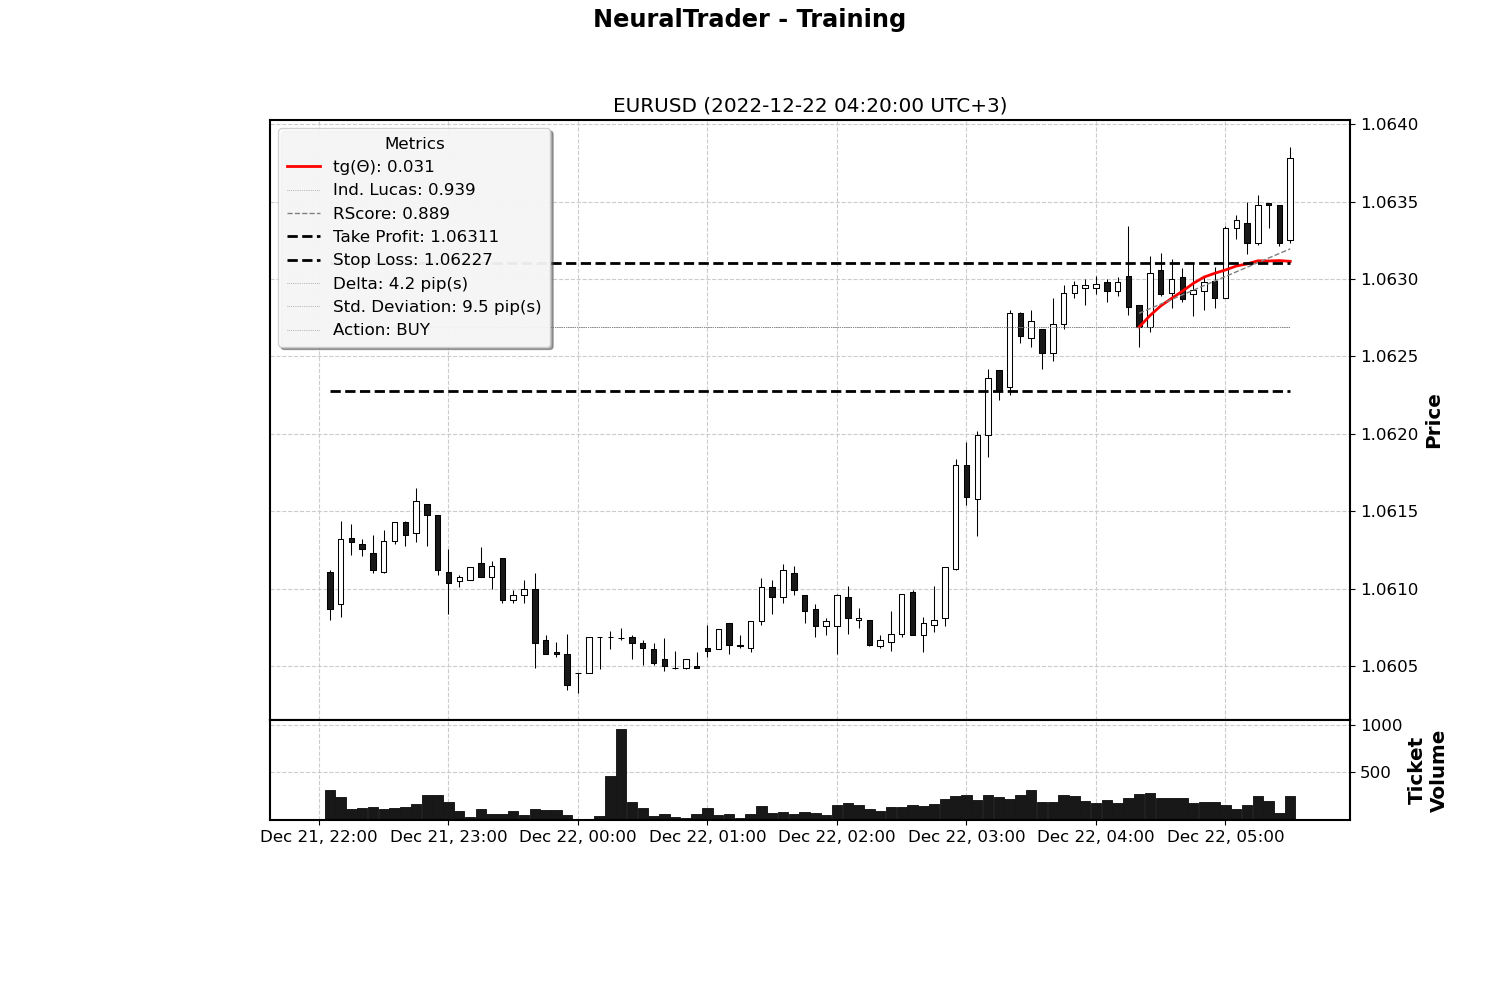 NeuralTrader - Training
EURUSD (2022-12-22 04:20:00 UTC+3)
Metrics
tg(Θ): 0.031
Ind. Lucas: 0.939
RScore: 0.889
Take Profit: 1.06311
Stop Loss: 1.06227
Delta: 4.2 pip(s)
Std. Deviation: 9.5 pip(s)
Action: BUY
1.0640
1.0635
1.0630
1.0625
1.0620
1.0615
1.0610
1.0605
Price
1000
500
Ticket
Volume
Dec 21, 22:00
Dec 21, 23:00
Dec 22, 00:00
Dec 22, 01:00
Dec 22, 02:00
Dec 22, 03:00
Dec 22, 04:00
Dec 22, 05:00